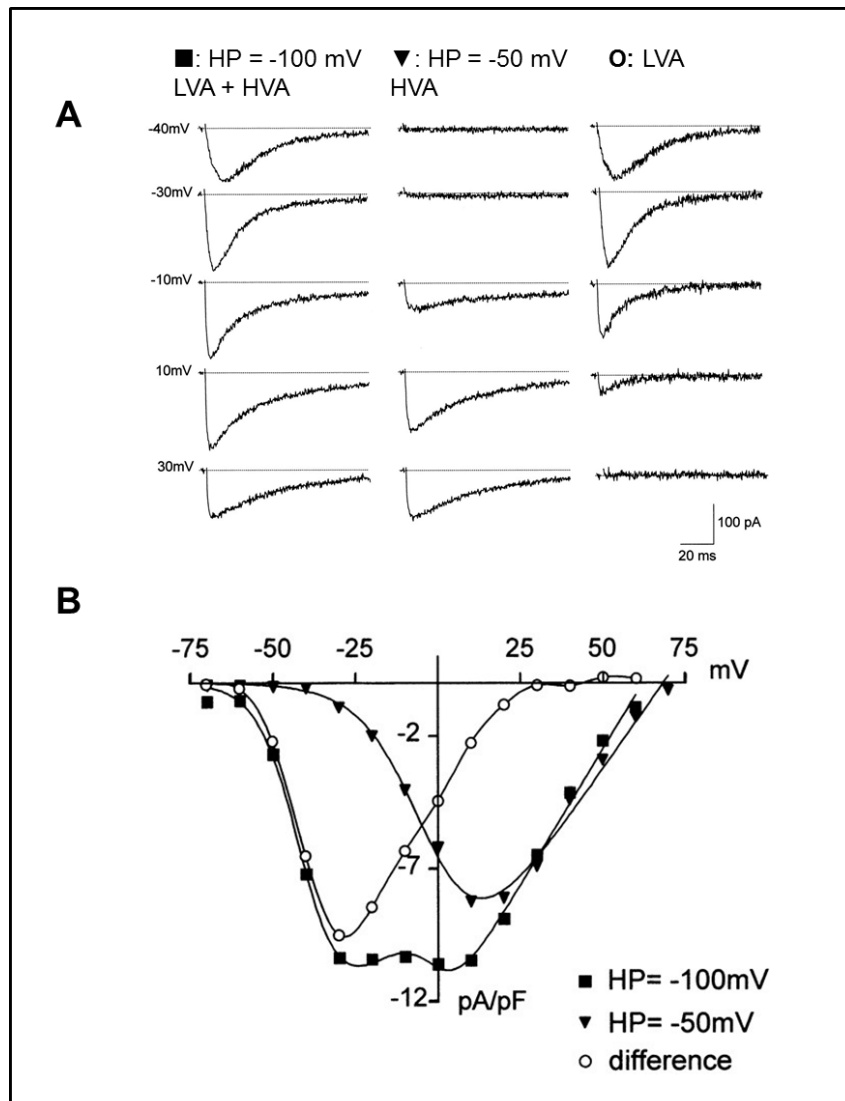 ■: HP = -100 mV
LVA + HVA
▼: HP = -50 mV
HVA
O: LVA
A
-40mV
-30mV
-10mV
10mV
30mV
100 pA
20 ms
B
-75 -50 -25 25 50 75
mV
-2
-7
-12
pA/pF
■ HP= -100mV
▼ HP= -50mV
○ difference